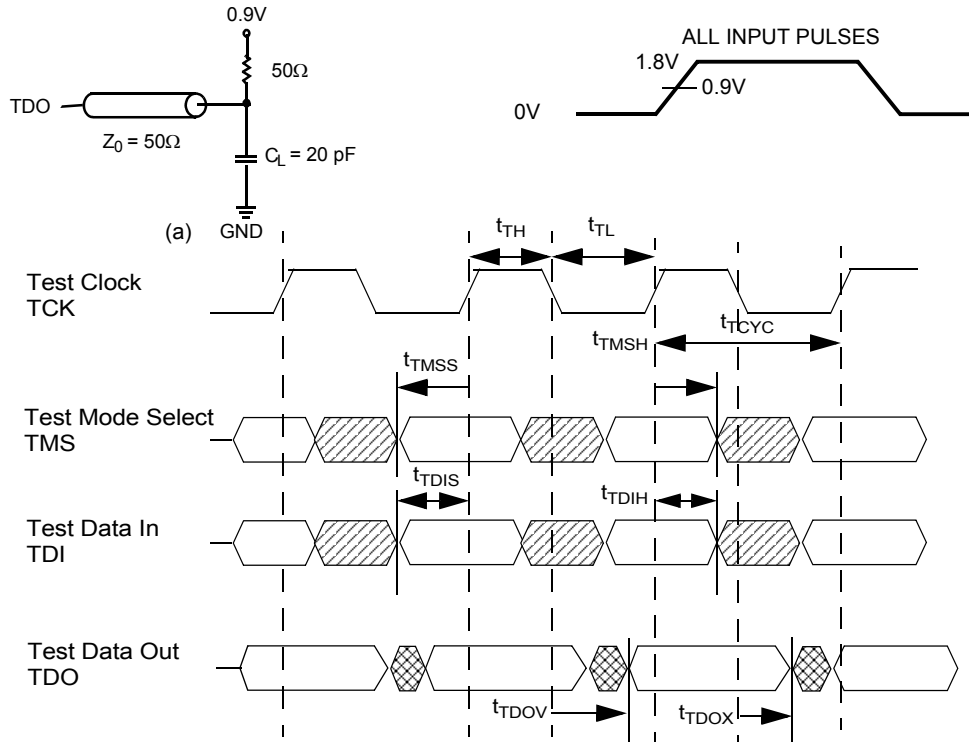 0.9V
ALL INPUT PULSES
50Ω
1.8V
0.9V
TDO
0V
Z0 = 50Ω
CL = 20 pF
(a)
GND
tTH
tTL
Test Clock
TCK
tTMSH
tTCYC
tTMSS
Test Mode Select
TMS
tTDIS
tTDIH
Test Data In
TDI
Test Data Out
TDO
tTDOV
tTDOX